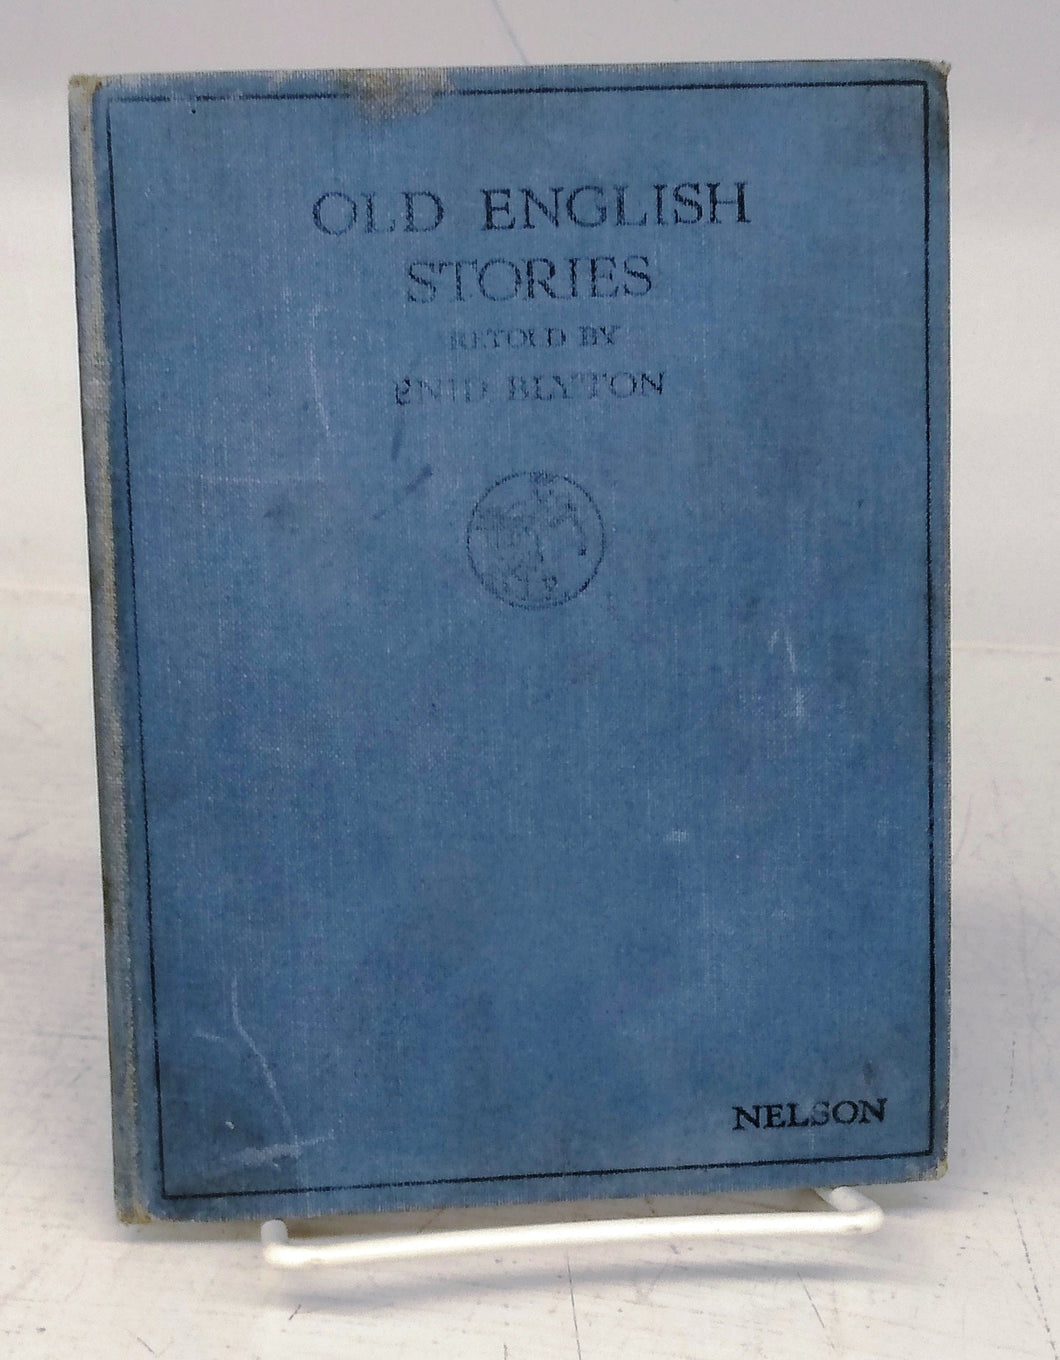 OLD ENGLISH
STORIES
RETOLD BY
ENID BLYTON
NELSON